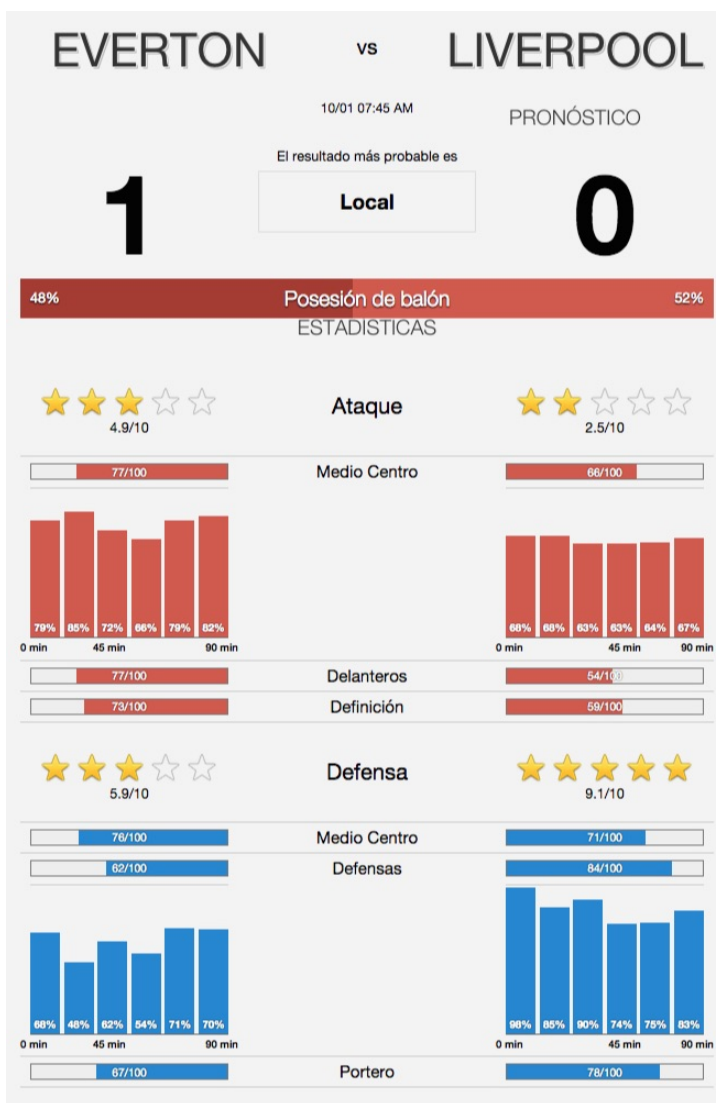 EVERTON vs LIVERPOOL
10/01 07:45 AM
PRONÓSTICO
El resultado más probable es
1 Local 0
48% Posesión de balón 52%
ESTADÍSTICAS
Ataque
4.9/10 2.5/10
77/100 Medio Centro 66/100
79% 85% 72% 66% 79% 82% 68% 68% 63% 63% 64% 67%
0 min 45 min 90 min 0 min 45 min 90 min
77/100 Delanteros 54/100
73/100 Definición 59/100
Defensa
5.9/10 9.1/10
76/100 Medio Centro 71/100
62/100 Defensas 84/100
68% 48% 62% 54% 71% 70% 98% 85% 90% 74% 75% 83%
0 min 45 min 90 min 0 min 45 min 90 min
67/100 Portero 78/100